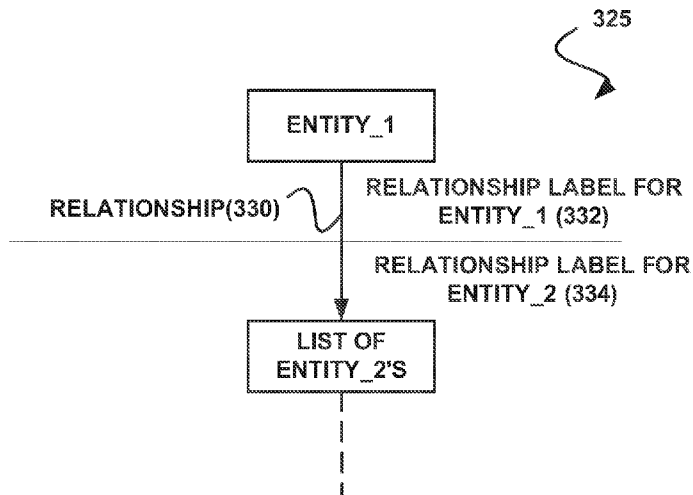 325
ENTITY_1
RELATIONSHIP(330)
RELATIONSHIP LABEL FOR
ENTITY_1 (332)
RELATIONSHIP LABEL FOR
ENTITY_2 (334)
LIST OF
ENTITY_2'S